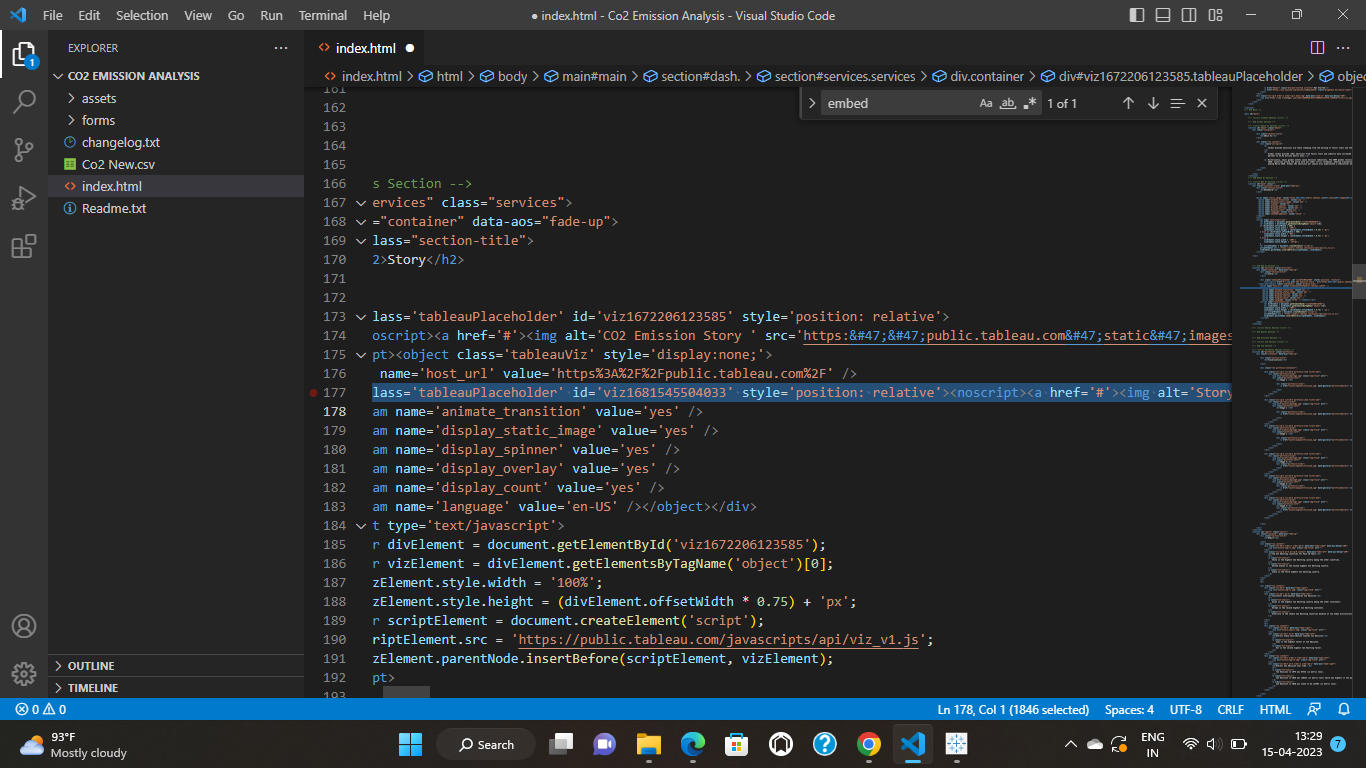 File Edit Selection View Go Run Terminal Help
● index.html - Co2 Emission Analysis - Visual Studio Code
EXPLORER
1
CO2 EMISSION ANALYSIS
assets
forms
changelog.txt
Co2 New.csv
index.html
Readme.txt
OUTLINE
TIMELINE
index.html
index.html > html > body > main#main > section#dash. > section#services.services > div.container > div#viz1672206123585.tableauPlaceholder > objec
embed Aa ab .* 1 of 1
161
162
163
164
165
166 s Section -->
167 ervices" class="services">
168 ="container" data-aos="fade-up">
169 lass="section-title">
170 2>Story</h2>
171
172
173 lass='tableauPlaceholder' id='viz1672206123585' style='position: relative'>
174 oscript><a href='#'><img alt='CO2 Emission Story ' src='https:&#47;&#47;public.tableau.com&#47;static&#47;images
175 pt><object class='tableauViz' style='display:none;'>
176 name='host_url' value='https%3A%2F%2Fpublic.tableau.com%2F' />
177 lass='tableauPlaceholder' id='viz1681545504033' style='position: relative'><noscript><a href='#'><img alt='Story
178 am name='animate_transition' value='yes' />
179 am name='display_static_image' value='yes' />
180 am name='display_spinner' value='yes' />
181 am name='display_overlay' value='yes' />
182 am name='display_count' value='yes' />
183 am name='language' value='en-US' /></object></div>
184 t type='text/javascript'>
185 r divElement = document.getElementById('viz1672206123585');
186 r vizElement = divElement.getElementsByTagName('object')[0];
187 zElement.style.width = '100%';
188 zElement.style.height = (divElement.offsetWidth * 0.75) + 'px';
189 r scriptElement = document.createElement('script');
190 riptElement.src = 'https://public.tableau.com/javascripts/api/viz_v1.js';
191 zElement.parentNode.insertBefore(scriptElement, vizElement);
192 pt>
193
0 0 Ln 178, Col 1 (1846 selected) Spaces: 4 UTF-8 CRLF HTML
93°F
Mostly cloudy
Search
ENG
IN
13:29
15-04-2023
7